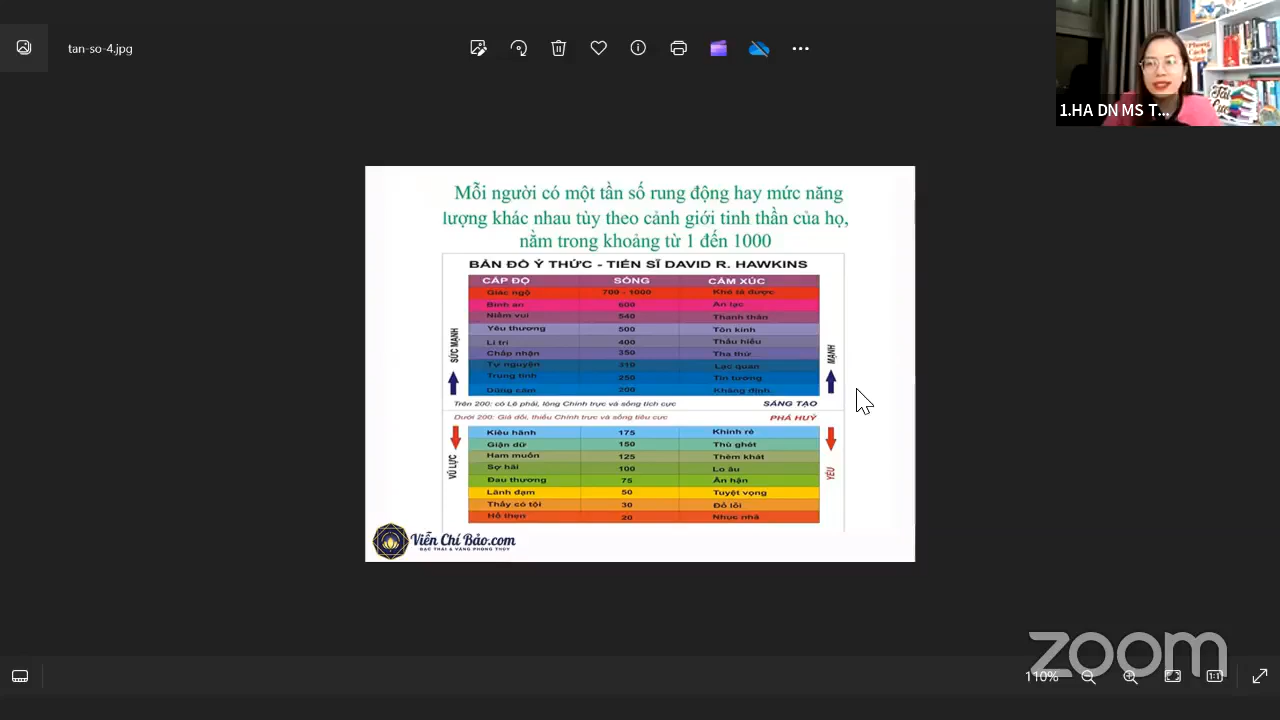 tan-so-4.jpg
1.HA DN MS T...
Mỗi người có một tần số rung động hay mức năng
lượng khác nhau tùy theo cảnh giới tinh thần của họ,
nằm trong khoảng từ 1 đến 1000
BẢN ĐỒ Ý THỨC - TIẾN SĨ DAVID R. HAWKINS
CẤP ĐỘ SÓNG CẢM XÚC
Giác ngộ 700 - 1000 Khó tả được
Bình an 600 An lạc
Niềm vui 540 Thanh thản
Yêu thương 500 Tôn kính
Lí trí 400 Thấu hiểu
Chấp nhận 350 Tha thứ
Tự nguyện 310 Lạc quan
Trung tính 250 Tin tưởng
Dũng cảm 200 Khẳng định
SỨC MẠNH
MẠNH
Trên 200: có Lẽ phải, lòng Chính trực và sống tích cực SÁNG TẠO
Dưới 200: Giả dối, thiếu Chính trực và sống tiêu cực PHÁ HUỶ
Kiêu hãnh 175 Khinh rẻ
Giận dữ 150 Thù ghét
Ham muốn 125 Thèm khát
Sợ hãi 100 Lo âu
Đau thương 75 Ân hận
Lãnh đạm 50 Tuyệt vọng
Thấy có tội 30 Đổ lỗi
Hổ thẹn 20 Nhục nhã
VŨ LỰC
YẾU
Viễn Chí Bảo.com
BẠC THÁI & VÀNG PHONG THỦY
zoom
110%